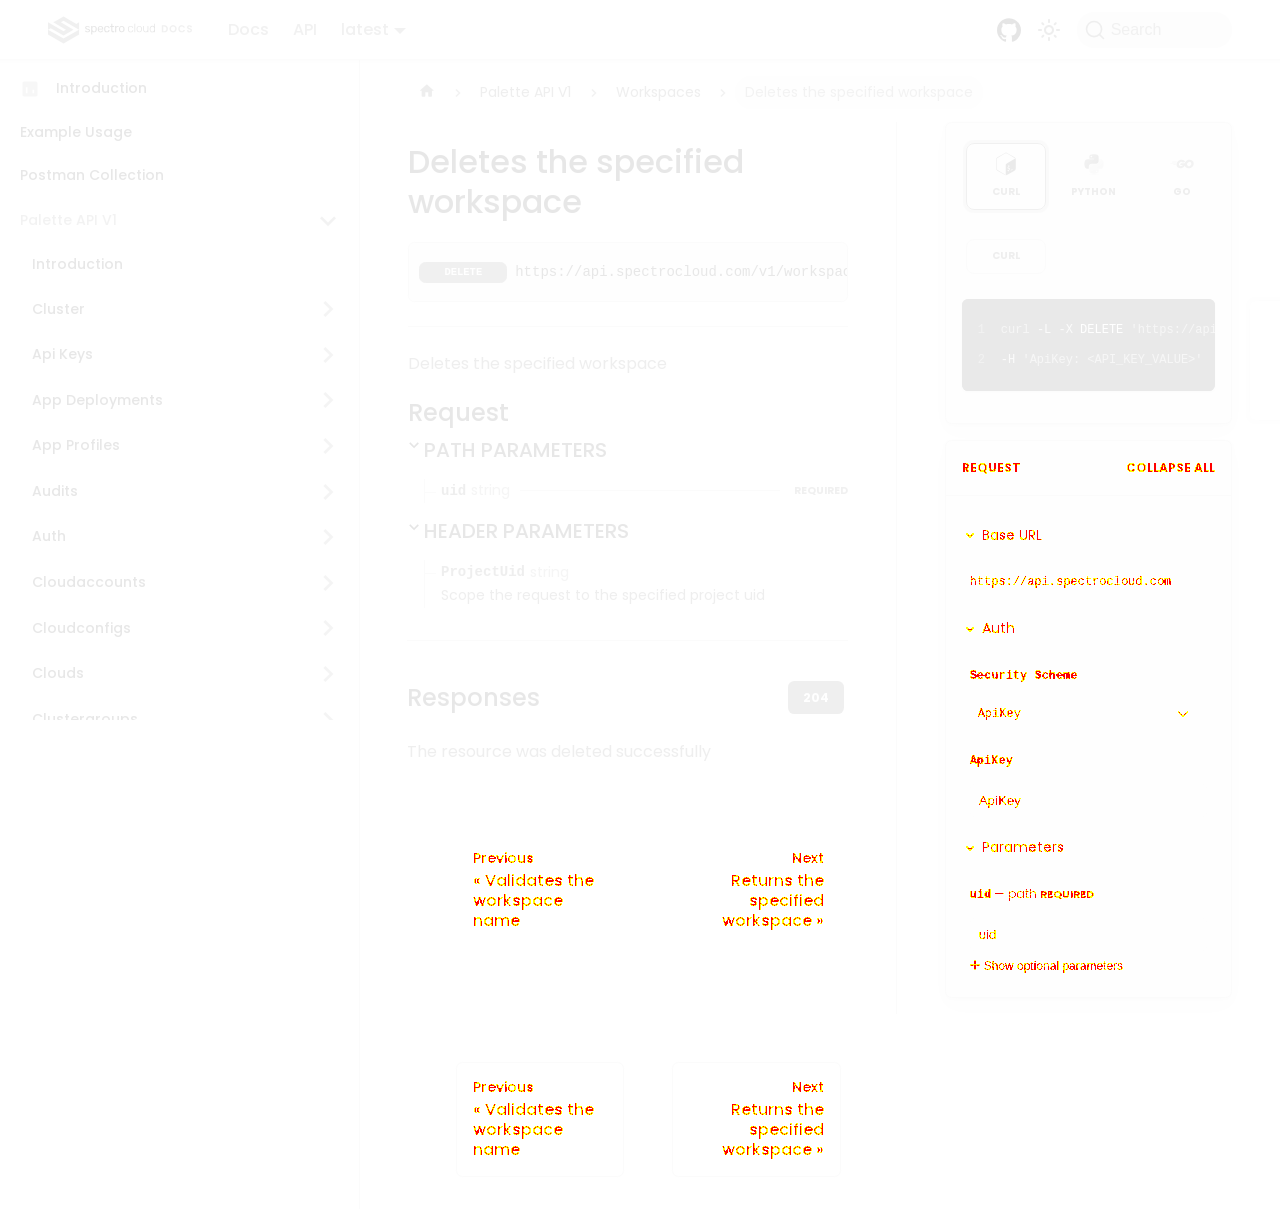 spectro cloud DOCS
Docs
API
latest
Search
Introduction
Example Usage
Postman Collection
Palette API V1
Introduction
Cluster
Api Keys
App Deployments
App Profiles
Audits
Auth
Cloudaccounts
Cloudconfigs
Clouds
Clustergroups
Palette API V1
Workspaces
Deletes the specified workspace
Deletes the specified
workspace
DELETE https://api.spectrocloud.com/v1/workspac
Deletes the specified workspace
Request
PATH PARAMETERS
uid string REQUIRED
HEADER PARAMETERS
ProjectUid string
Scope the request to the specified project uid
Responses
204
The resource was deleted successfully
Previous
« Validates the
workspace
name
Next
Returns the
specified
workspace »
Previous
« Validates the
workspace
name
Next
Returns the
specified
workspace »
CURL
PYTHON
GO
CURL
1 curl -L -X DELETE 'https://api
2 -H 'ApiKey: <API_KEY_VALUE>'
REQUEST
COLLAPSE ALL
Base URL
https://api.spectrocloud.com
Auth
Security Scheme
ApiKey
ApiKey
ApiKey
Parameters
uid — path REQUIRED
uid
Show optional parameters